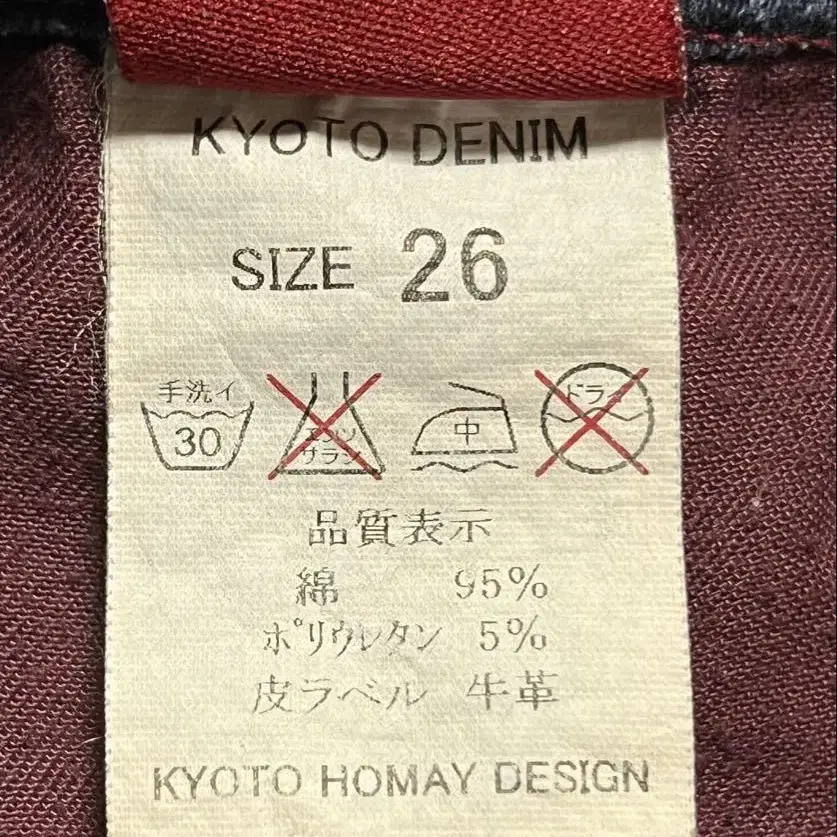 KYOTO DENIM
SIZE 26
手洗イ
30
エンソ
サラシ
中
ドライ
品質表示
綿 95%
ポリウレタン 5%
皮ラベル 牛革
KYOTO HOMAY DESIGN